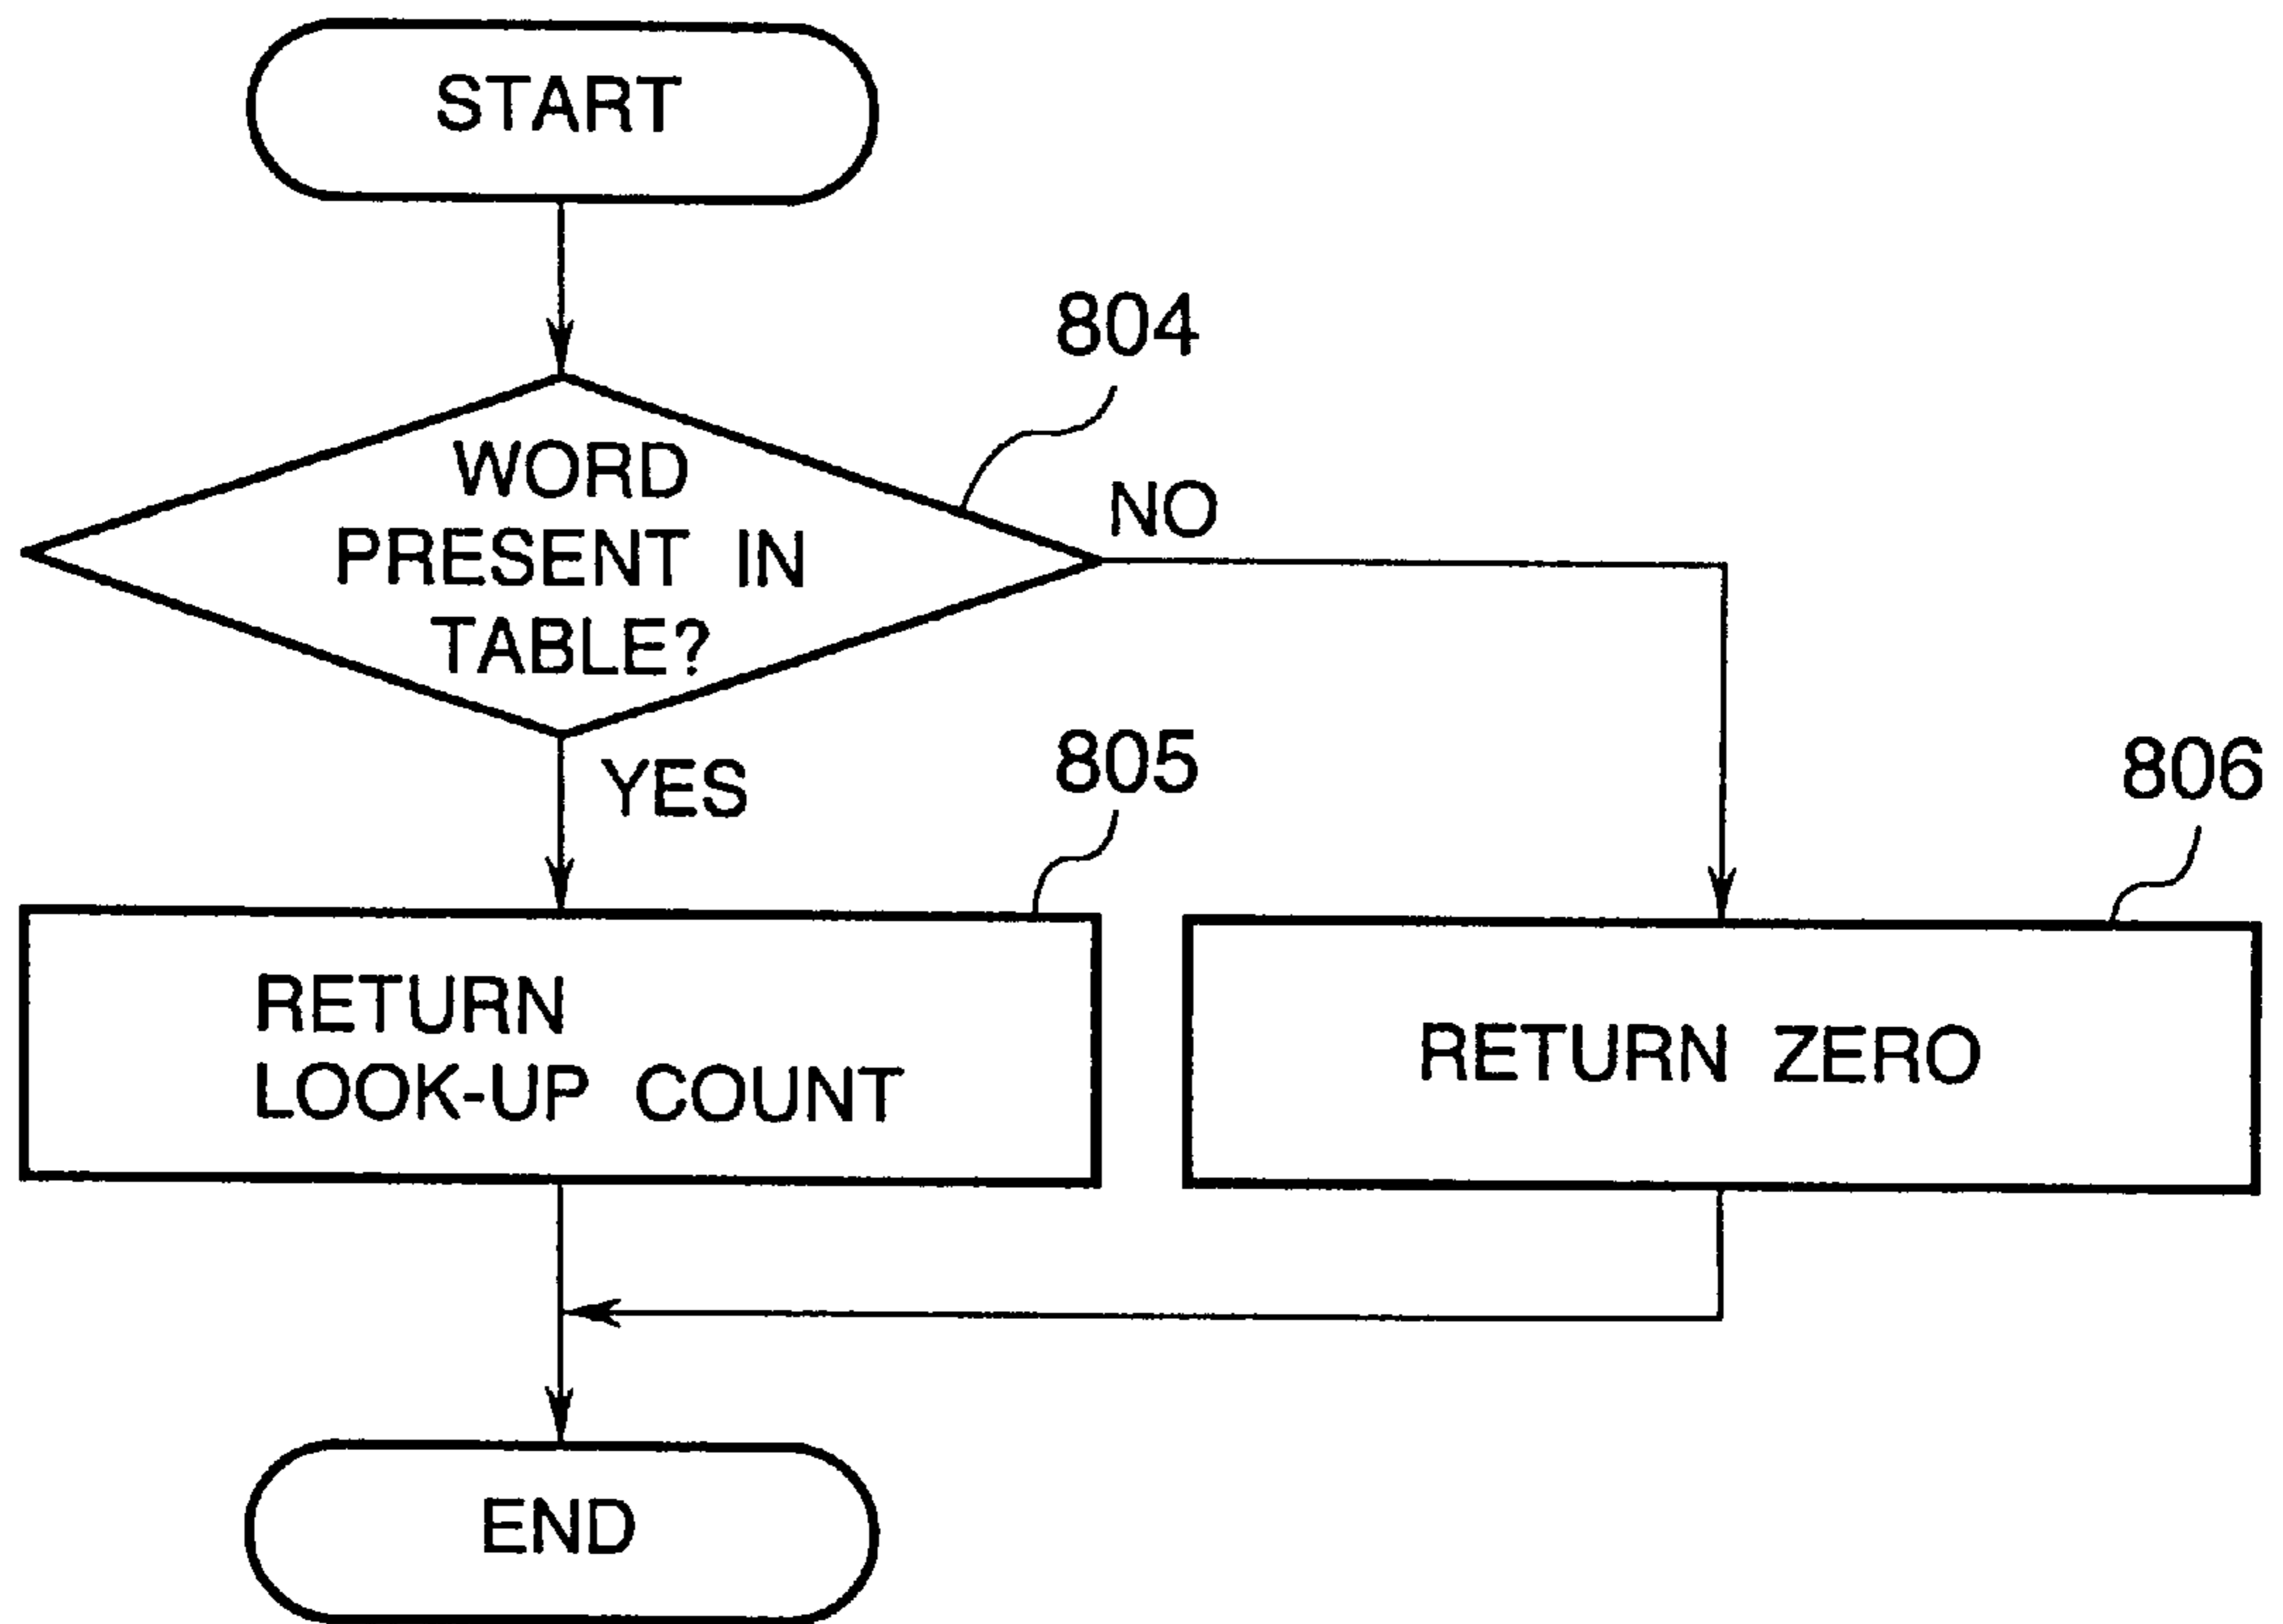 START
804
WORD
PRESENT IN
TABLE?
NO
YES
805
806
RETURN
LOOK-UP COUNT
RETURN ZERO
END